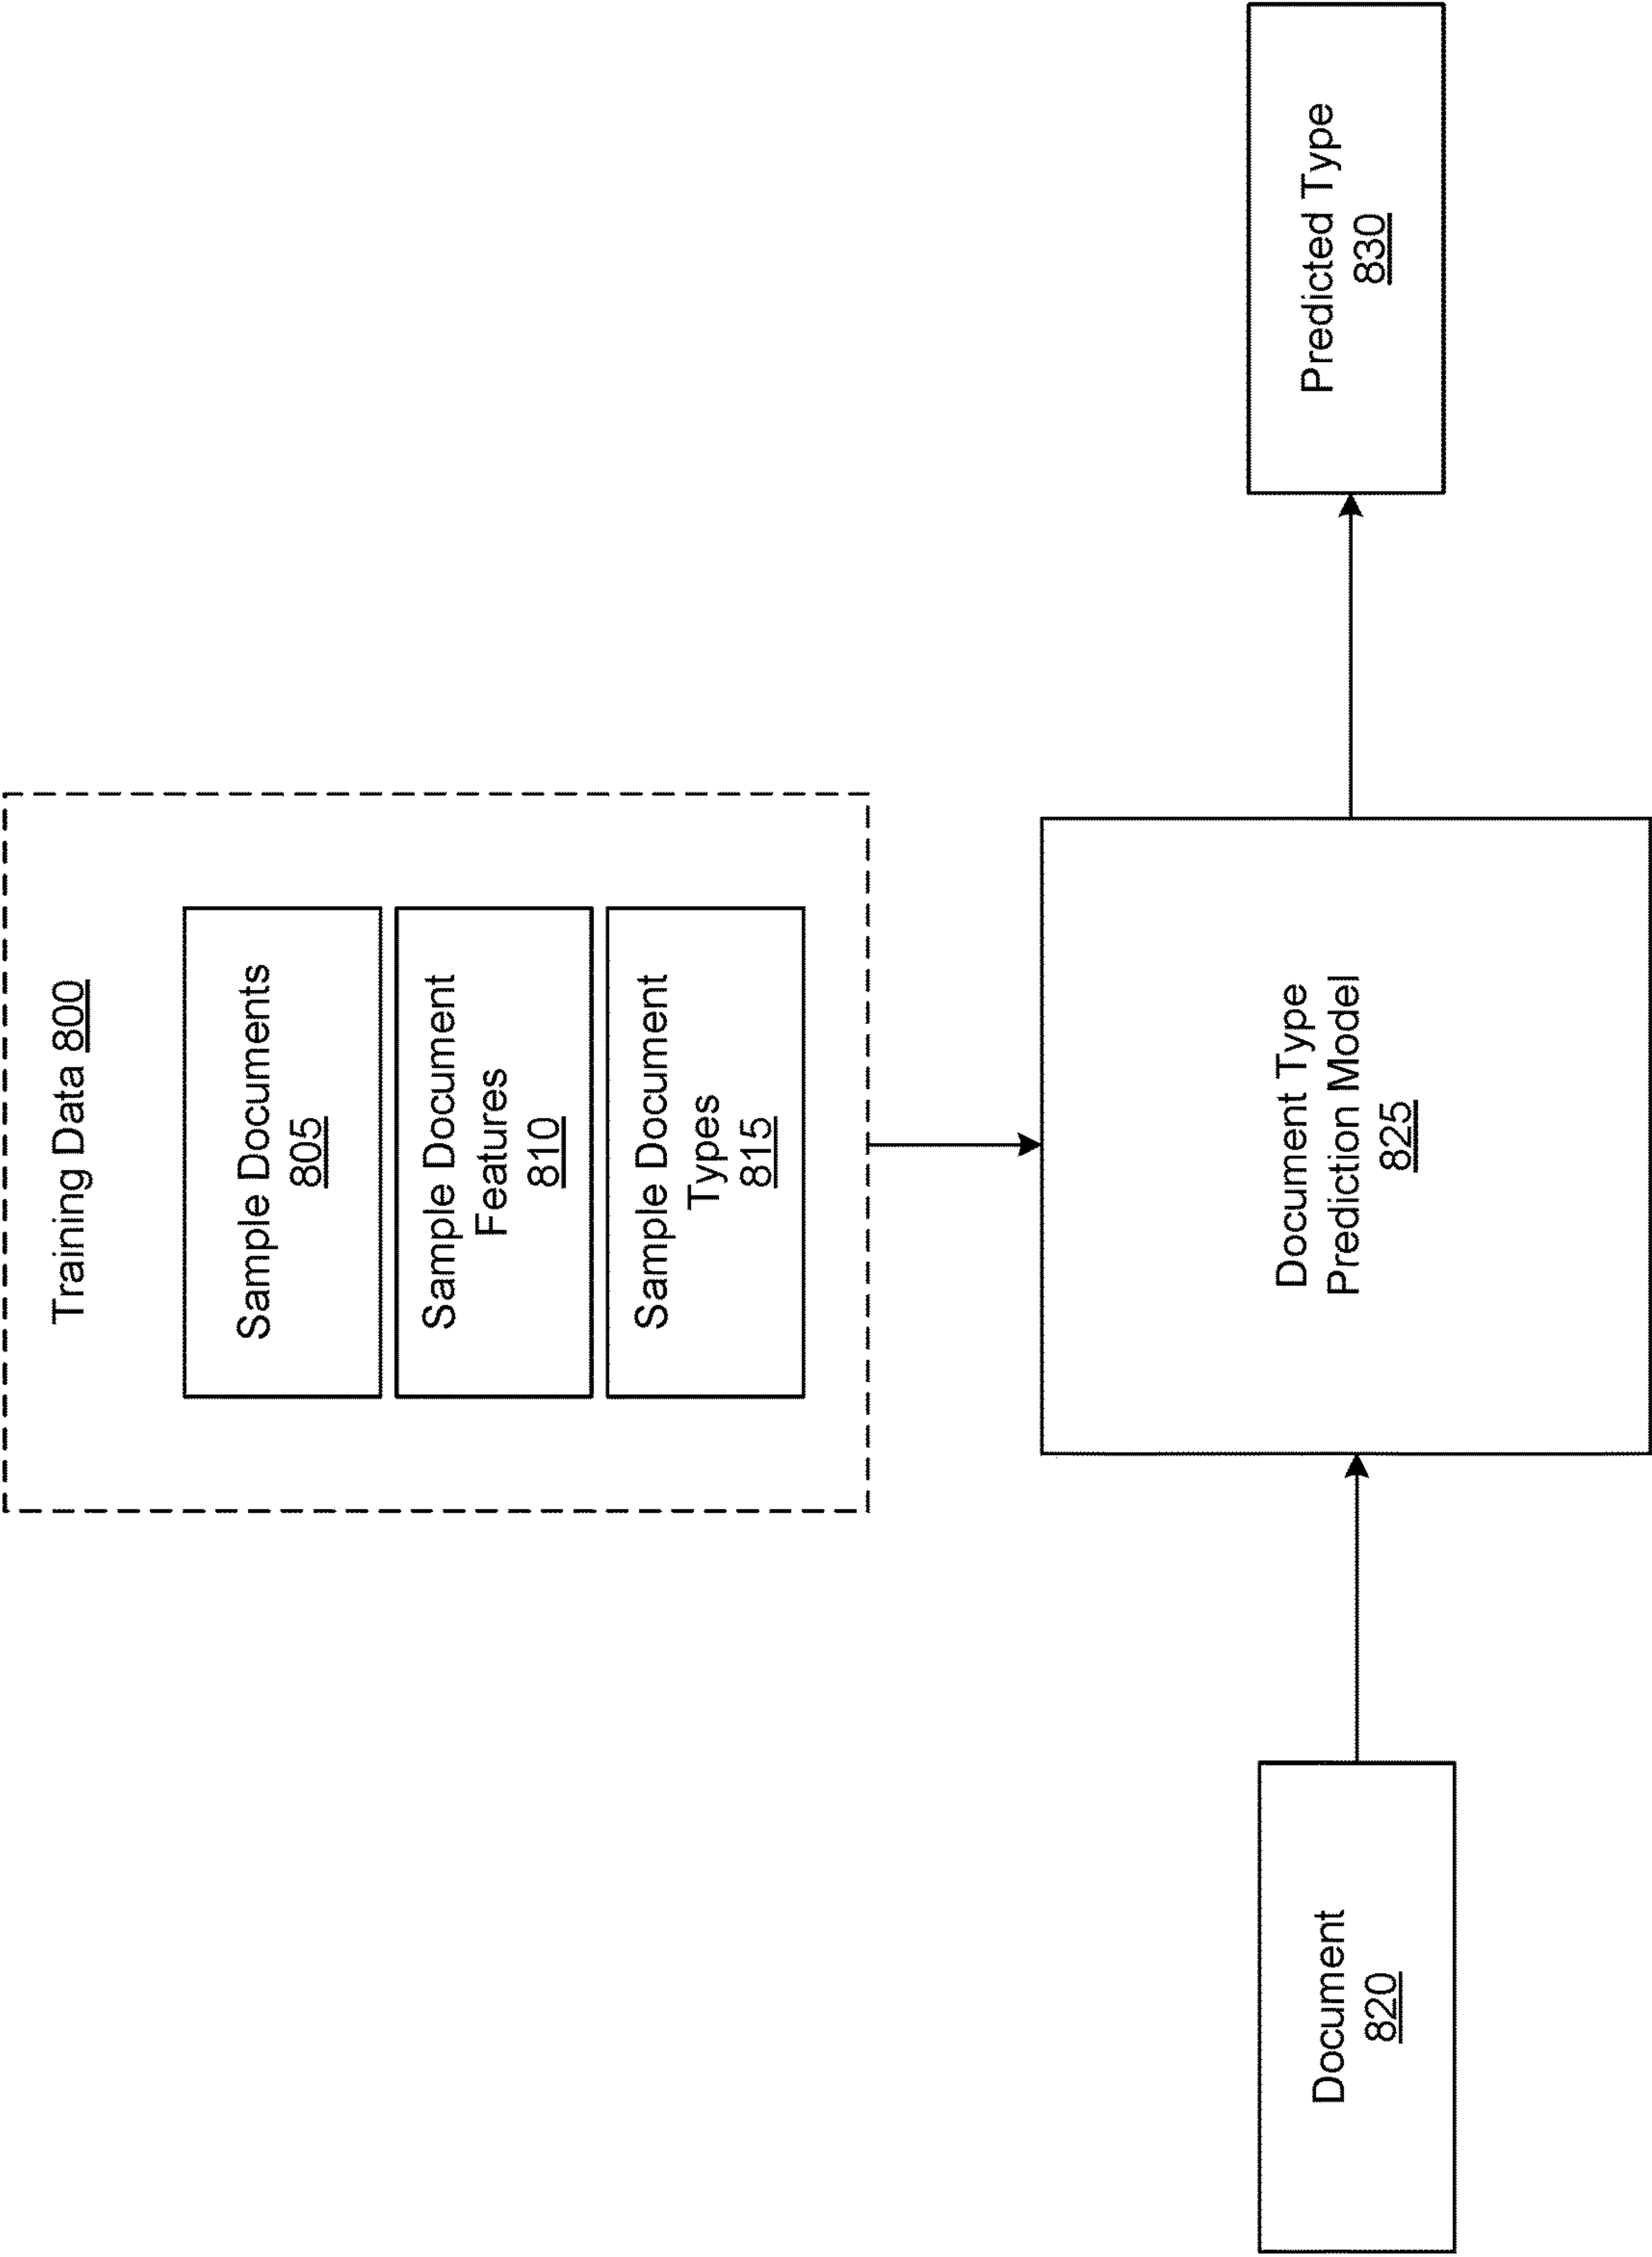 Training Data 800
Sample Documents
805
Sample Document
Features
810
Sample Document
Types
815
Document
820
Document Type
Prediction Model
825
Predicted Type
830